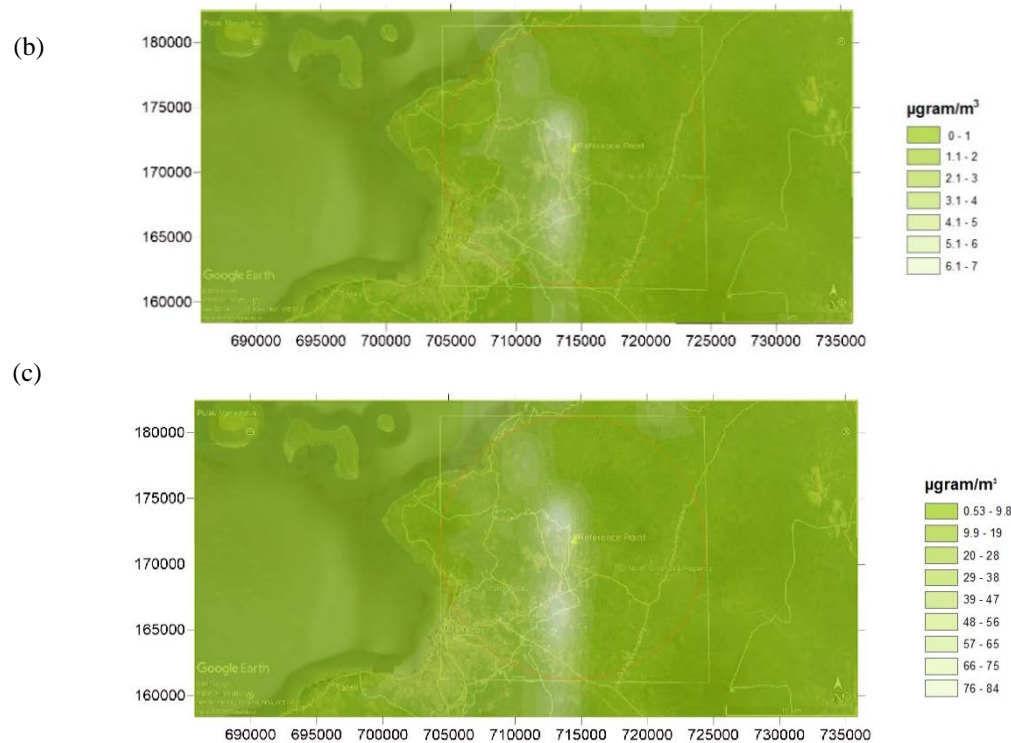 (b)
180000
175000
170000
165000
160000
690000 695000 700000 705000 710000 715000 720000 725000 730000 735000
Reference Point
Google Earth
µgram/m³
0 - 1
1.1 - 2
2.1 - 3
3.1 - 4
4.1 - 5
5.1 - 6
6.1 - 7
(c)
180000
175000
170000
165000
160000
690000 695000 700000 705000 710000 715000 720000 725000 730000 735000
Reference Point
Google Earth
µgram/m³
0.53 - 9.8
9.9 - 19
20 - 28
29 - 38
39 - 47
48 - 56
57 - 65
66 - 75
76 - 84